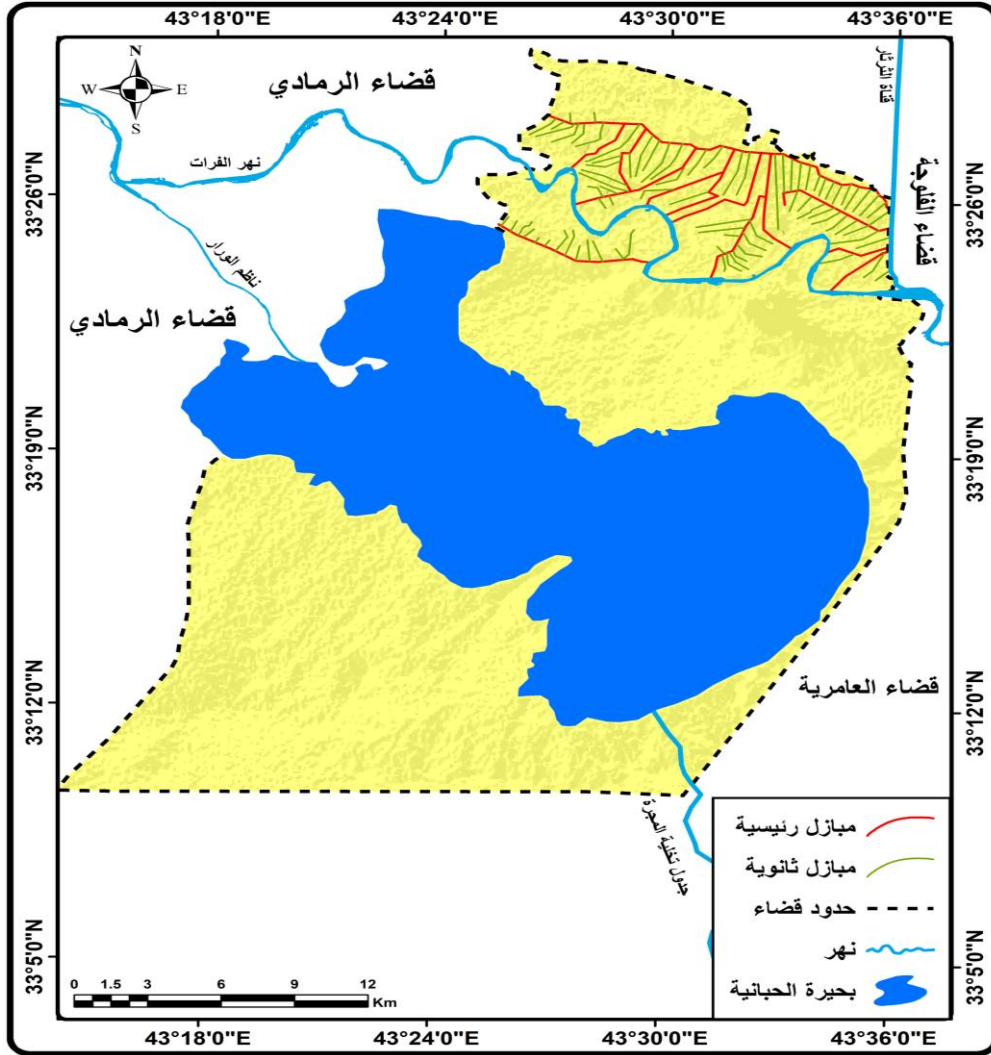 43°18'0"E
43°24'0"E
43°30'0"E
43°36'0"E
N
W
E
S
قضاء الرمادي
قناة الثرثار
نهر الفرات
33°26'0"N
33°26'0"N
قضاء الفلوجة
ناظم الورار
قضاء الرمادي
33°19'0"N
33°19'0"N
قضاء العامرية
33°12'0"N
33°12'0"N
جدول تخلية المجرة
مبازل رئيسية
مبازل ثانوية
حدود قضاء
نهر
بحيرة الحبانية
33°5'0"N
33°5'0"N
0 1.5 3 6 9 12
Km
43°18'0"E
43°24'0"E
43°30'0"E
43°36'0"E